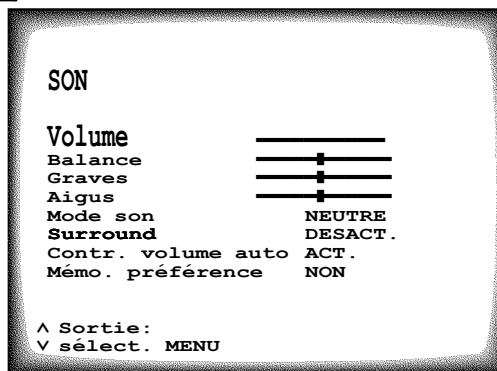 SON
Volume
Balance
Graves
Aigus
Mode son NEUTRE
Surround DESACT.
Contr. volume auto ACT.
Mémo. préférence NON
∧ Sortie:
∨ sélect. MENU